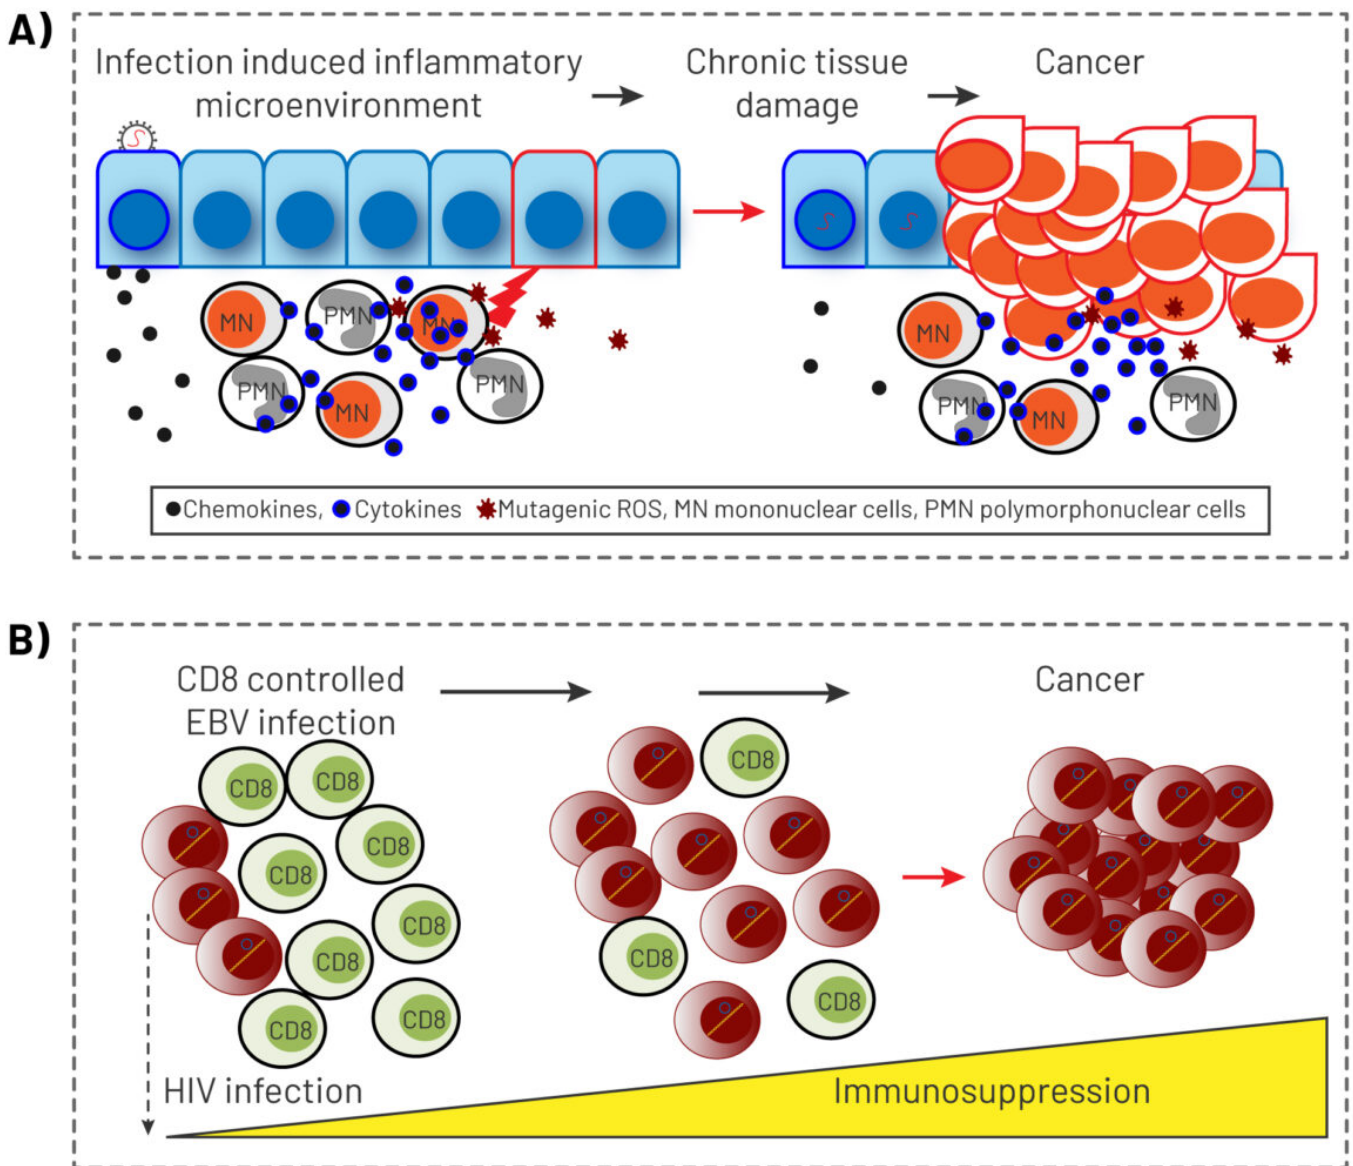 A)
Infection induced inflammatory
microenvironment
Chronic tissue
damage
Cancer
MN
PMN
MN
PMN
MN
PMN
MN
PMN
MN
PMN
Chemokines, Cytokines Mutagenic ROS, MN mononuclear cells, PMN polymorphonuclear cells
B)
CD8 controlled
EBV infection
Cancer
CD8
CD8
CD8
CD8
CD8
CD8
CD8
CD8
CD8
CD8
CD8
HIV infection
Immunosuppression